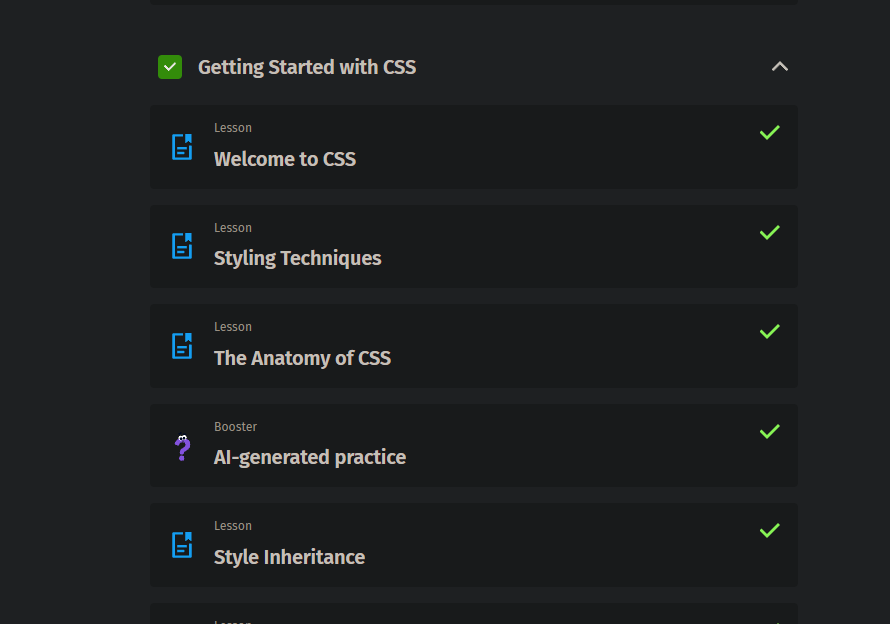 Getting Started with CSS
Lesson
Welcome to CSS
Lesson
Styling Techniques
Lesson
The Anatomy of CSS
Booster
AI-generated practice
Lesson
Style Inheritance
Lesson